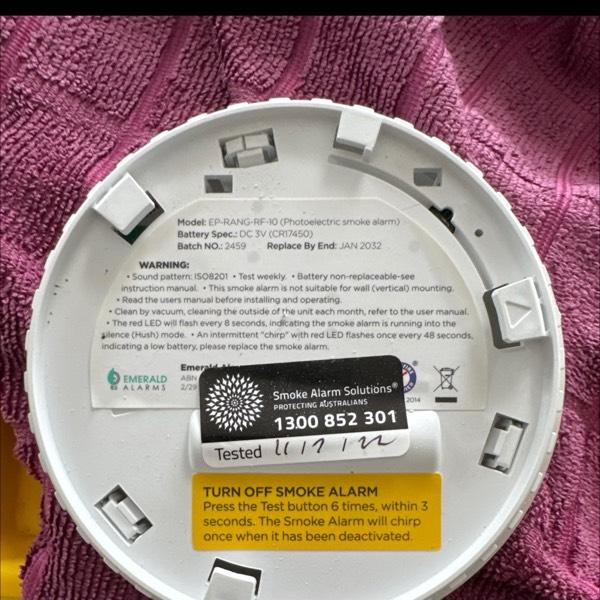 Model: EP-RANG-RF-10 (Photoelectric smoke alarm)
Battery Spec.: DC 3V (CR17450)
Batch NO.: 2459 Replace By End: JAN 2032
WARNING:
• Sound pattern: ISO8201 • Test weekly. • Battery non-replaceable-see
instruction manual. • This smoke alarm is not suitable for wall (vertical) mounting.
• Read the users manual before installing and operating.
• Clean by vacuum, cleaning the outside of the unit each month, refer to the user manual.
• The red LED will flash every 8 seconds, indicating the smoke alarm is running into the
silence (Hush) mode. • An intermittent "chirp" with red LED flashes once every 48 seconds,
indicating a low battery, please replace the smoke alarm.
EMERALD
ALARMS
Emerald
ABN
2/29
2014
Smoke Alarm Solutions®
PROTECTING AUSTRALIANS
1300 852 301
Tested
TURN OFF SMOKE ALARM
Press the Test button 6 times, within 3
seconds. The Smoke Alarm will chirp
once when it has been deactivated.